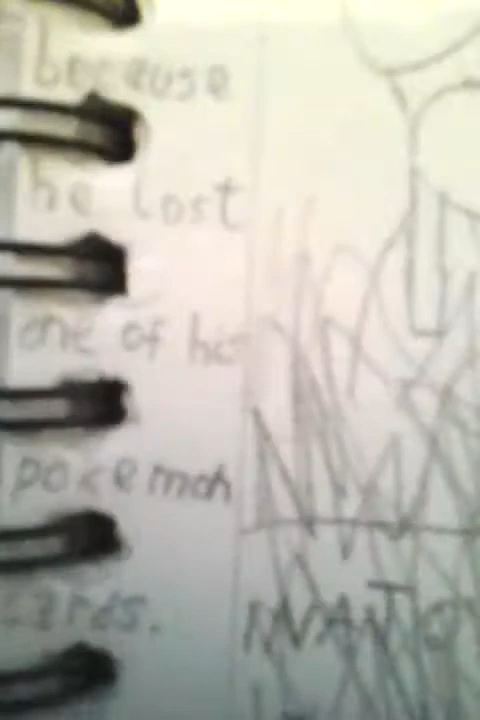 because
he lost
one of his
pokemon
cards.